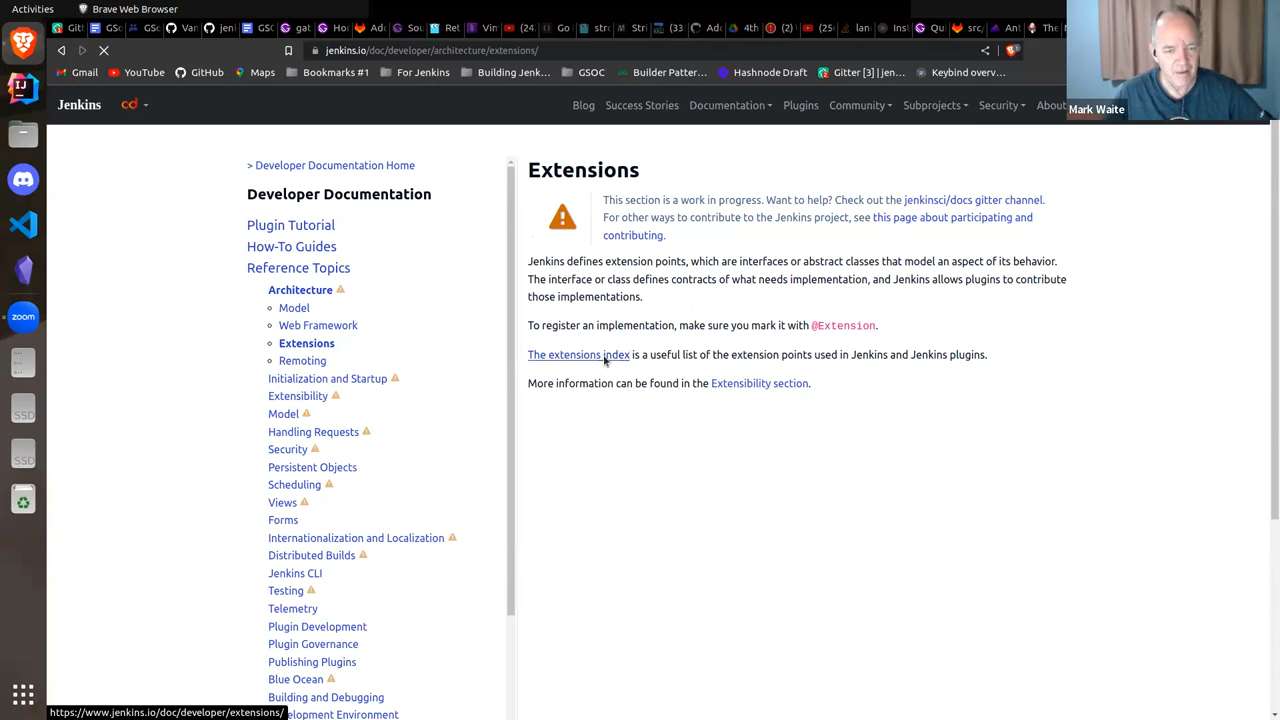 Activities
Brave Web Browser
jenkins.io/doc/developer/architecture/extensions/
Gmail
YouTube
GitHub
Maps
Bookmarks #1
For Jenkins
Building Jenk...
GSOC
Builder Patter...
Hashnode Draft
Gitter [3] | jen...
Keybind overv...
Mark Waite
Jenkins
cd
Blog
Success Stories
Documentation
Plugins
Community
Subprojects
Security
About
> Developer Documentation Home
Developer Documentation
Plugin Tutorial
How-To Guides
Reference Topics
Architecture
Model
Web Framework
Extensions
Remoting
Initialization and Startup
Extensibility
Model
Handling Requests
Security
Persistent Objects
Scheduling
Views
Forms
Internationalization and Localization
Distributed Builds
Jenkins CLI
Testing
Telemetry
Plugin Development
Plugin Governance
Publishing Plugins
Blue Ocean
Building and Debugging
Extensions
This section is a work in progress. Want to help? Check out the jenkinsci/docs gitter channel.
For other ways to contribute to the Jenkins project, see this page about participating and
contributing.
Jenkins defines extension points, which are interfaces or abstract classes that model an aspect of its behavior.
The interface or class defines contracts of what needs implementation, and Jenkins allows plugins to contribute
those implementations.
To register an implementation, make sure you mark it with @Extension.
The extensions index is a useful list of the extension points used in Jenkins and Jenkins plugins.
More information can be found in the Extensibility section.
zoom
SSD
SSD
https://www.jenkins.io/doc/developer/extensions/